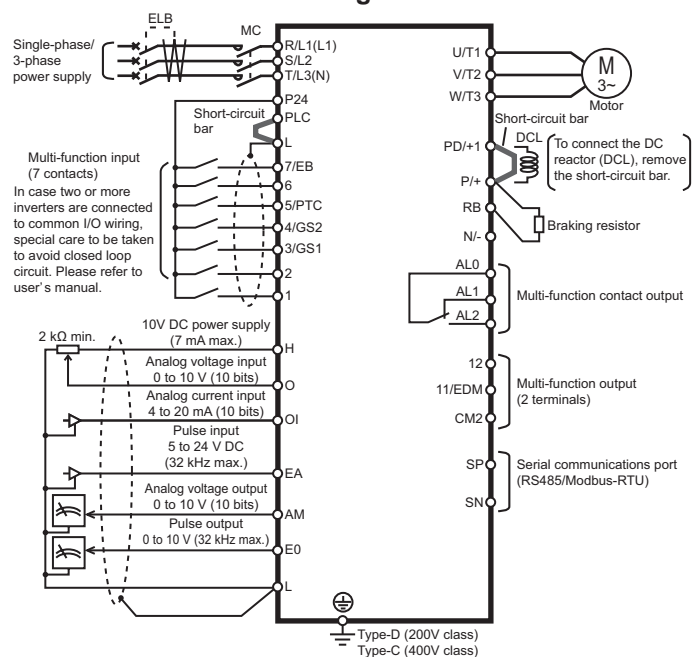 ELB
MC
Single-phase/
3-phase
power supply
R/L1(L1)
S/L2
T/L3(N)
P24
PLC
Short-circuit
bar
L
Multi-function input
(7 contacts)
In case two or more
inverters are connected
to common I/O wiring,
special care to be taken
to avoid closed loop
circuit. Please refer to
user's manual.
7/EB
6
5/PTC
4/GS2
3/GS1
2
1
10V DC power supply
(7 mA max.)
2 kΩ min.
H
Analog voltage input
0 to 10 V (10 bits)
O
Analog current input
4 to 20 mA (10 bits)
OI
Pulse input
5 to 24 V DC
(32 kHz max.)
EA
Analog voltage output
0 to 10 V (10 bits)
AM
Pulse output
0 to 10 V (32 kHz max.)
E0
L
U/T1
V/T2
W/T3
M
3~
Motor
Short-circuit bar
PD/+1
DCL
To connect the DC
reactor (DCL), remove
the short-circuit bar.
P/+
RB
Braking resistor
N/-
AL0
AL1
AL2
Multi-function contact output
12
11/EDM
CM2
Multi-function output
(2 terminals)
SP
SN
Serial communications port
(RS485/Modbus-RTU)
Type-D (200V class)
Type-C (400V class)